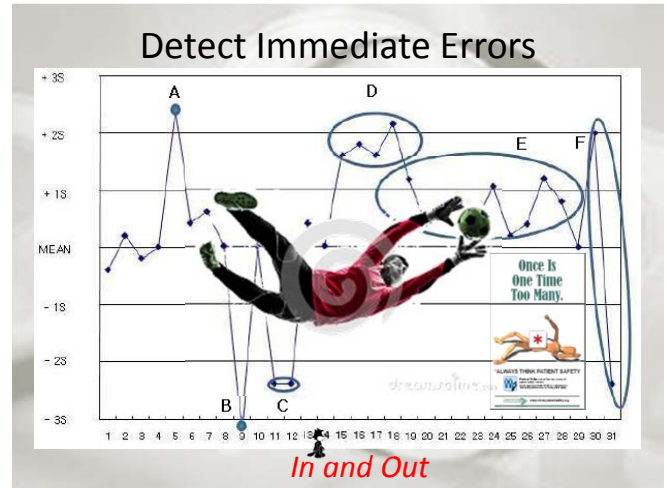 Detect Immediate Errors
+ 3S
A
D
+ 2S
E
F
+ 1S
MEAN
Once Is
One Time
Too Many.
- 1S
- 2S
"ALWAYS THINK PATIENT SAFETY
dreamstime
B
C
- 3S
1 2 3 4 5 6 7 8 9 10 11 12 13 14 15 16 17 18 19 20 21 22 23 24 25 26 27 28 29 30 31
In and Out